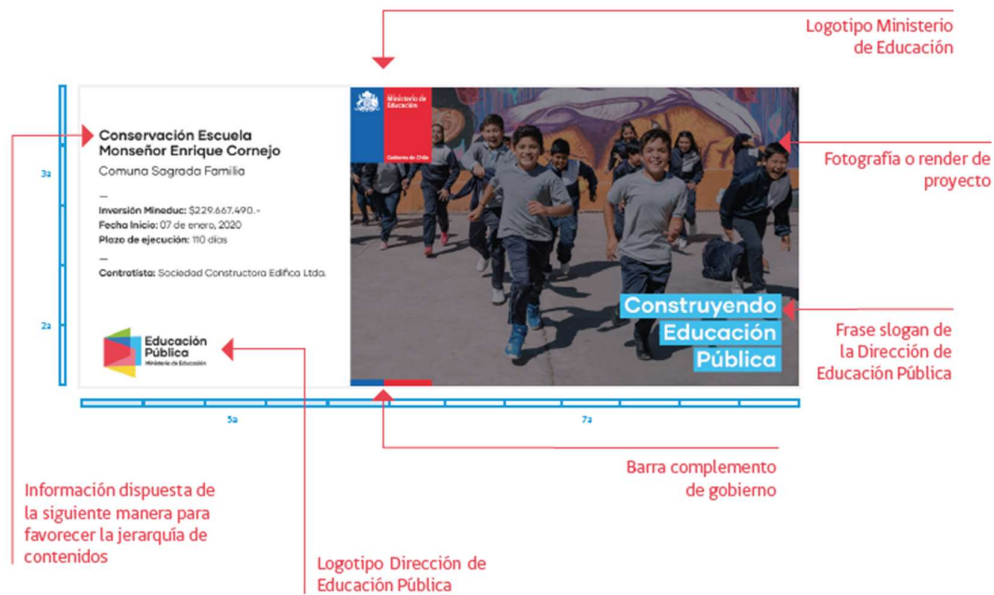 Logotipo Ministerio
de Educación
Ministerio de
Educación
Gobierno de Chile
Conservación Escuela
Monseñor Enrique Cornejo
Comuna Sagrada Familia
—
Inversión Mineduc: $229.667.490.-
Fecha Inicio: 07 de enero, 2020
Plazo de ejecución: 110 días
—
Contratista: Sociedad Constructora Edifica Ltda.
3a
2a
Fotografía o render de
proyecto
Construyendo
Educación
Pública
Frase slogan de
la Dirección de
Educación Pública
Educación
Pública
Ministerio de Educación
5a
7a
Barra complemento
de gobierno
Información dispuesta de
la siguiente manera para
favorecer la jerarquía de
contenidos
Logotipo Dirección de
Educación Pública